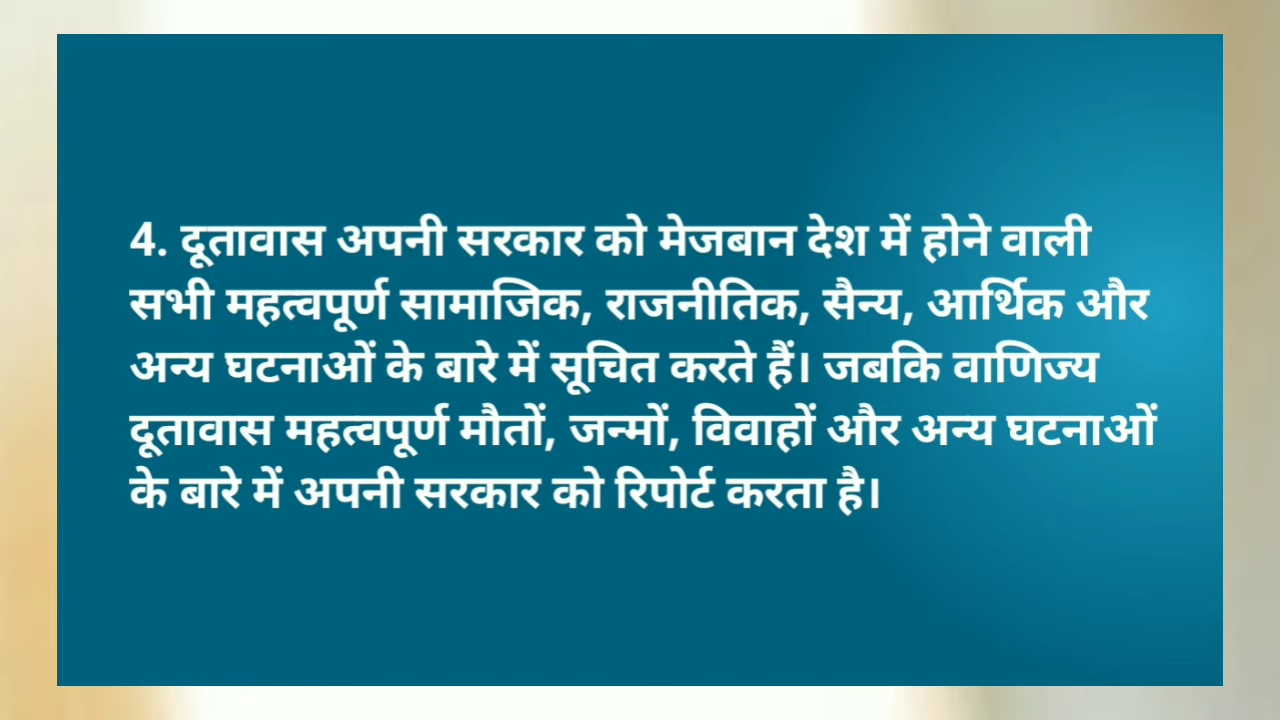 4. दूतावास अपनी सरकार को मेजबान देश में होने वाली
सभी महत्वपूर्ण सामाजिक, राजनीतिक, सैन्य, आर्थिक और
अन्य घटनाओं के बारे में सूचित करते हैं। जबकि वाणिज्य
दूतावास महत्वपूर्ण मौतों, जन्मों, विवाहों और अन्य घटनाओं
के बारे में अपनी सरकार को रिपोर्ट करता है।